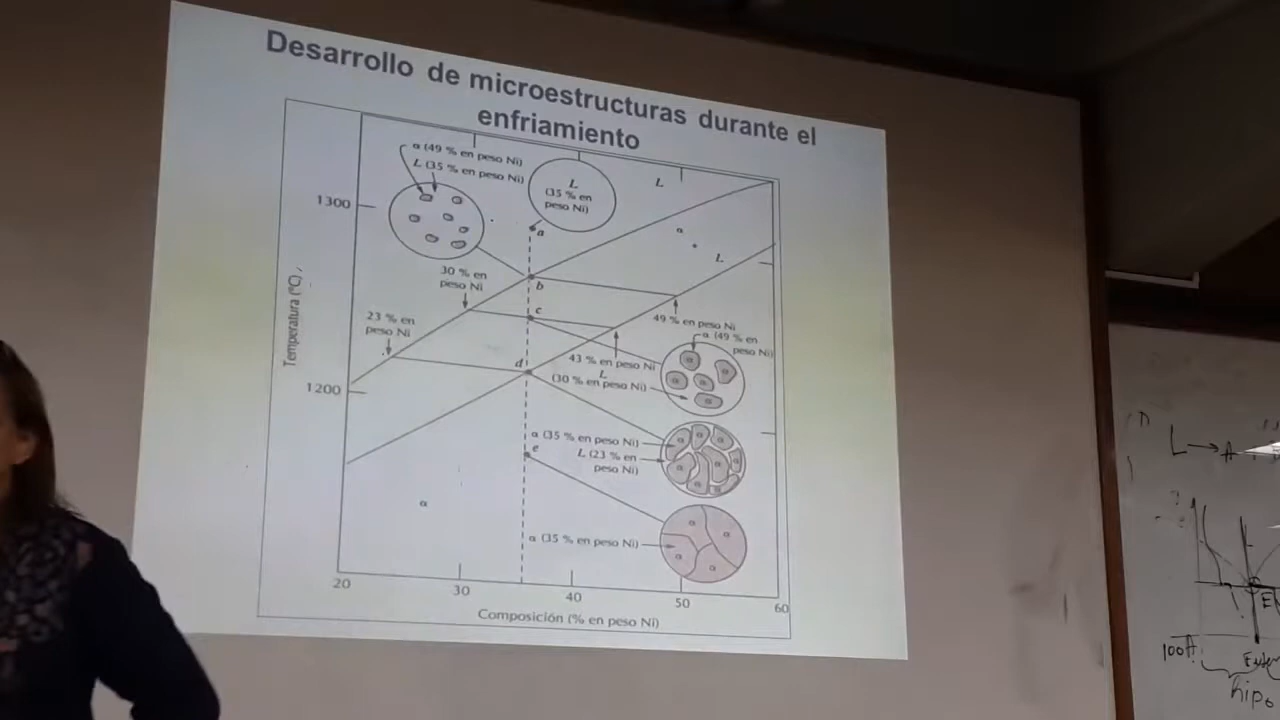 Desarrollo de microestructuras durante el
enfriamiento
α (49 % en peso Ni)
L (35 % en peso Ni)
L
(35 % en
peso Ni)
L
1300
a
α
L
30 % en
peso Ni
b
c
49 % en peso Ni
α (49 % en
peso Ni)
23 % en
peso Ni
Temperatura (°C)
43 % en peso Ni
L
(30 % en peso Ni)
α
α
α
α
α
d
1200
α (35 % en peso Ni)
L (23 % en
peso Ni)
α
α
α
α
α
α
α
α
e
α
α (35 % en peso Ni)
α
α
α
α
20
30
40
50
60
Composición (% en peso Ni)
L → A
100A
hipo